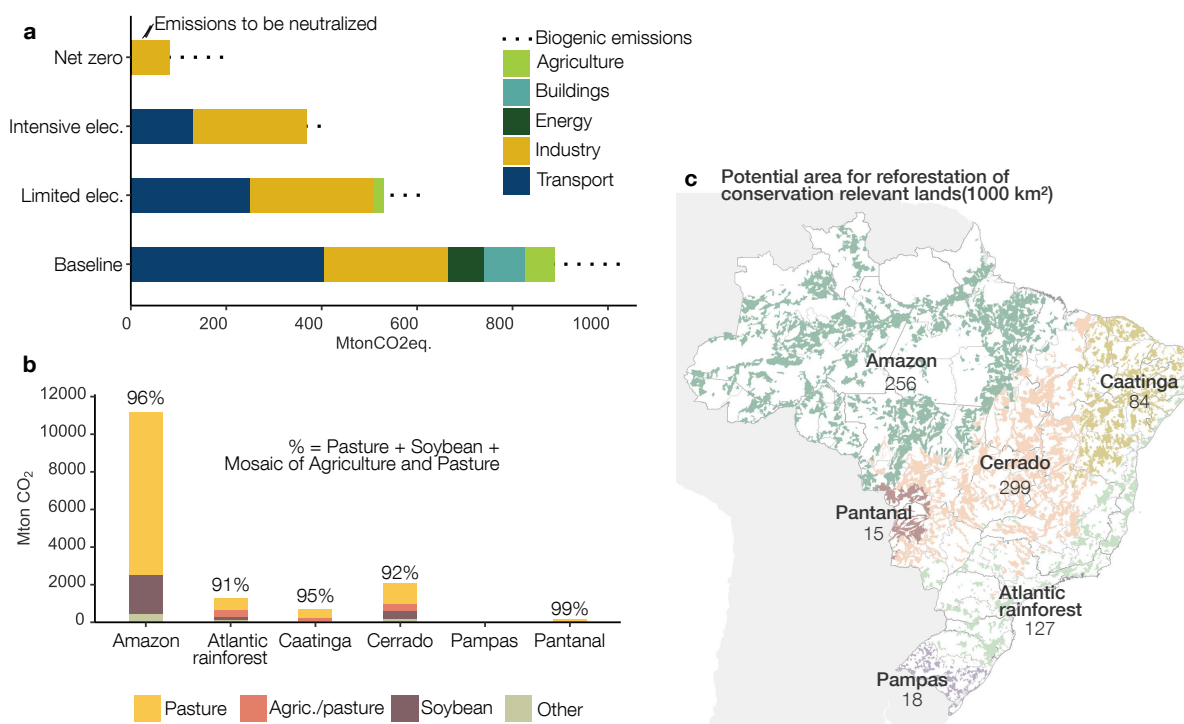 a
Emissions to be neutralized
Net zero
Intensive elec.
Limited elec.
Baseline
0 200 400 600 800 1000
MtonCO2eq.
Biogenic emissions
Agriculture
Buildings
Energy
Industry
Transport
b
12000
10000
8000
6000
4000
2000
0
Mton CO₂
96%
91%
95%
92%
99%
% = Pasture + Soybean +
Mosaic of Agriculture and Pasture
Amazon
Atlantic
rainforest
Caatinga
Cerrado
Pampas
Pantanal
Pasture
Agric./pasture
Soybean
Other
c
Potential area for reforestation of
conservation relevant lands(1000 km²)
Amazon
256
Caatinga
84
Cerrado
299
Pantanal
15
Atlantic
rainforest
127
Pampas
18